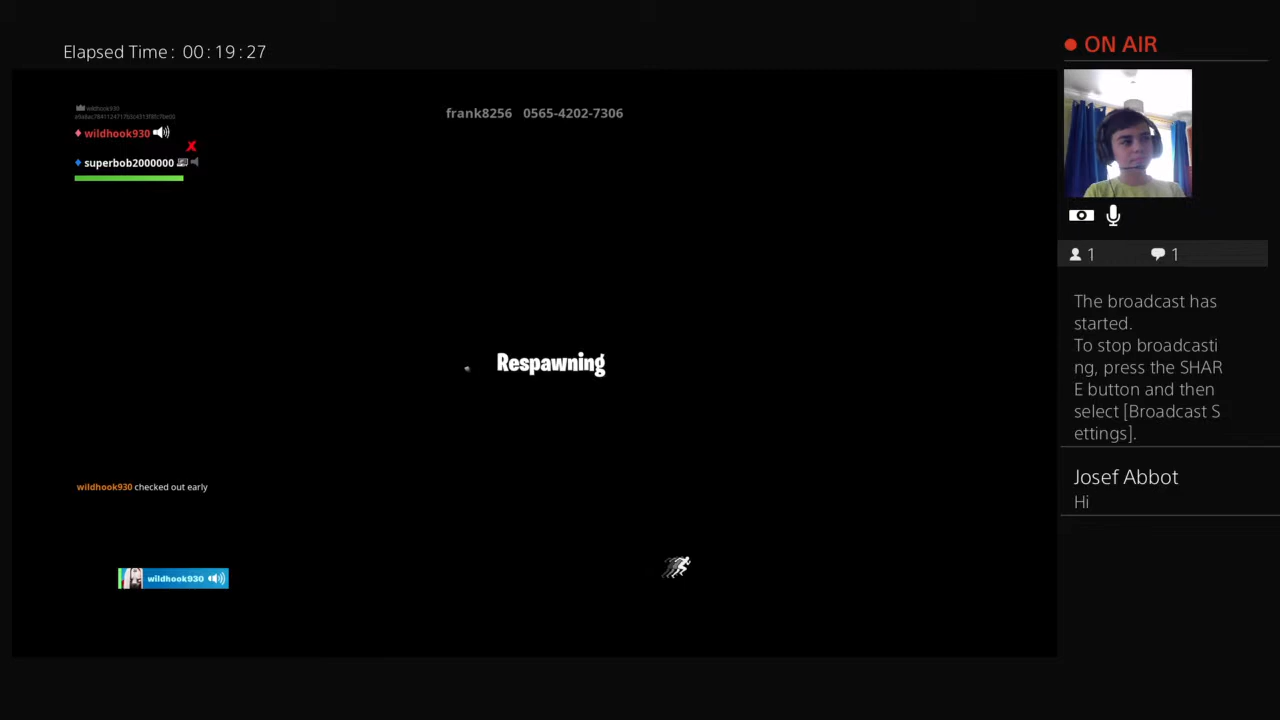 Elapsed Time: 00:19:27
ON AIR
wildhook930
wildhook930
superbob2000000
frank8256 0565-4202-7306
1 1
The broadcast has
started.
To stop broadcasti
ng, press the SHAR
E button and then
select [Broadcast S
ettings].
Respawning
Josef Abbot
Hi
wildhook930 checked out early
wildhook930